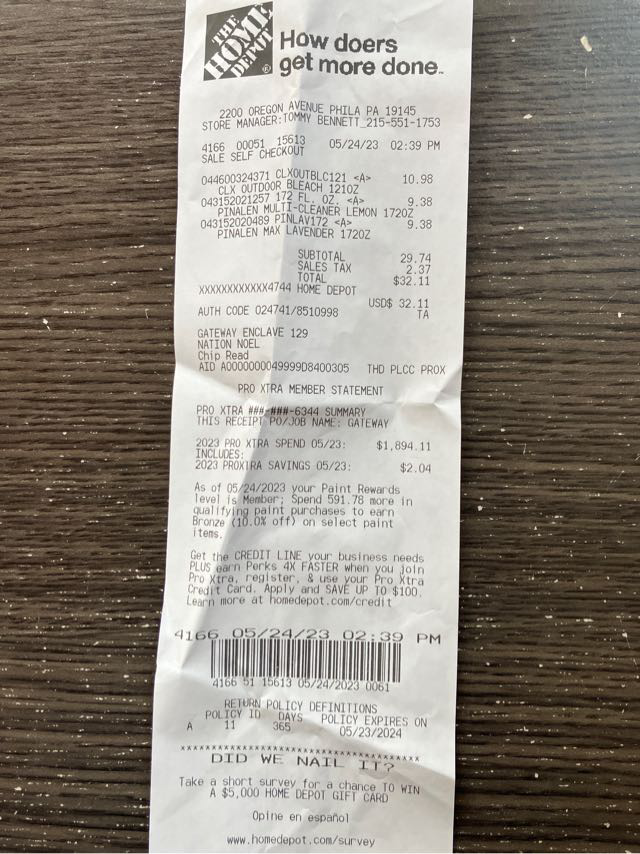 THE
HOME
DEPOT
How doers
get more done™
2200 OREGON AVENUE PHILA PA 19145
STORE MANAGER:TOMMY BENNETT 215-551-1753
4166 00051 15613 05/24/23 02:39 PM
SALE SELF CHECKOUT
044600324371 CLXOUTBLC121 <A> 10.98
CLX OUTDOOR BLEACH 121OZ
043152021257 172 FL. OZ. <A> 9.38
PINALEN MULTI-CLEANER LEMON 172OZ
043152020489 PINLAV172 <A> 9.38
PINALEN MAX LAVENDER 172OZ
SUBTOTAL 29.74
SALES TAX 2.37
TOTAL $32.11
XXXXXXXXXXXX4744 HOME DEPOT
USD$ 32.11
AUTH CODE 024741/8510998 TA
GATEWAY ENCLAVE 129
NATION NOEL
Chip Read
AID A0000000049999D8400305 THD PLCC PROX
PRO XTRA MEMBER STATEMENT
PRO XTRA ###-###-6344 SUMMARY
THIS RECEIPT PO/JOB NAME: GATEWAY
2023 PRO XTRA SPEND 05/23: $1,894.11
INCLUDES:
2023 PROXTRA SAVINGS 05/23: $2.04
As of 05/24/2023 your Paint Rewards
level is Member; Spend 591.78 more in
qualifying paint purchases to earn
Bronze (10.0% off) on select paint
items.
Get the CREDIT LINE your business needs
PLUS earn Perks 4X FASTER when you join
Pro Xtra, register, & use your Pro Xtra
Credit Card. Apply and SAVE UP TO $100.
Learn more at homedepot.com/credit
4166 05/24/23 02:39 PM
4166 51 15613 05/24/2023 0061
RETURN POLICY DEFINITIONS
POLICY ID DAYS POLICY EXPIRES ON
A 11 365 05/23/2024
DID WE NAIL IT?
Take a short survey for a chance TO WIN
A $5,000 HOME DEPOT GIFT CARD
Opine en español
www.homedepot.com/survey